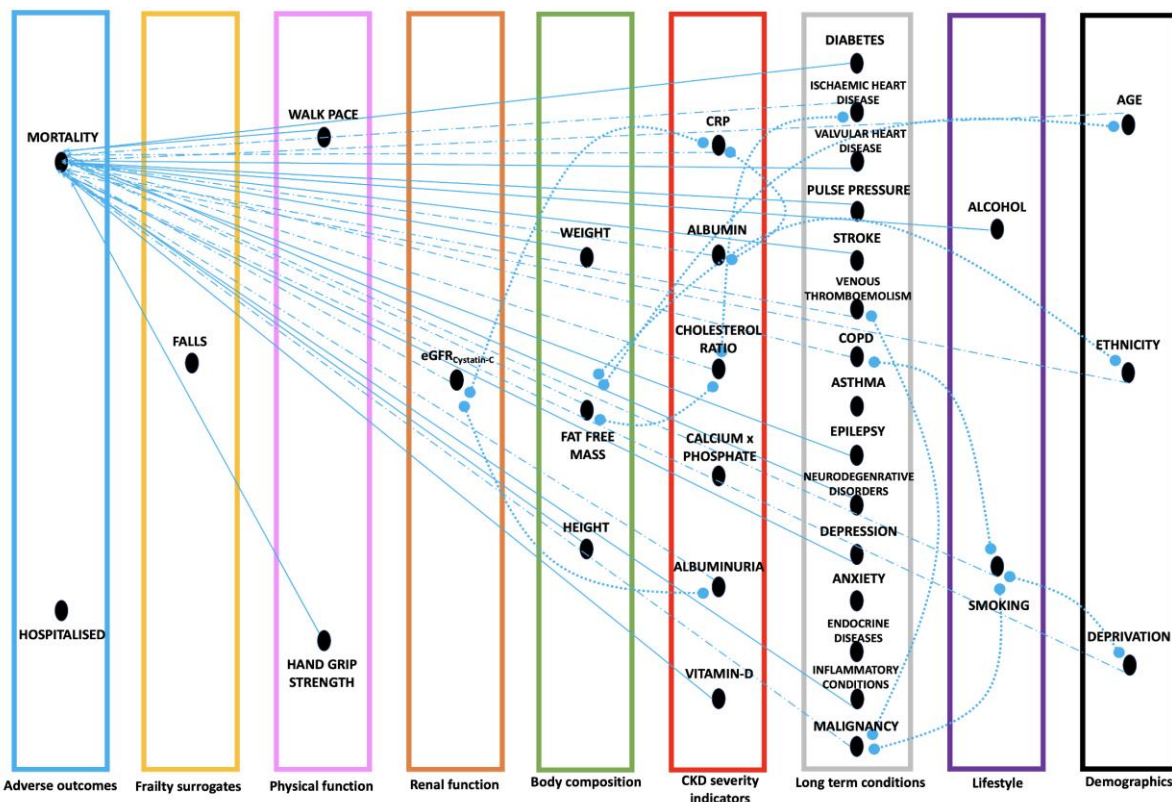 MORTALITY
HOSPITALISED
Adverse outcomes
FALLS
Frailty surrogates
WALK PACE
HAND GRIP
STRENGTH
Physical function
eGFRCystatin-C
Renal function
WEIGHT
FAT FREE
MASS
HEIGHT
Body composition
CRP
ALBUMIN
CHOLESTEROL
RATIO
CALCIUM x
PHOSPHATE
ALBUMINURIA
VITAMIN-D
CKD severity
indicators
DIABETES
ISCHAEMIC HEART
DISEASE
VALVULAR HEART
DISEASE
PULSE PRESSURE
STROKE
VENOUS
THROMBOEMOLISM
COPD
ASTHMA
EPILEPSY
NEURODEGENRATIVE
DISORDERS
DEPRESSION
ANXIETY
ENDOCRINE
DISEASES
INFLAMMATORY
CONDITIONS
MALIGNANCY
Long term conditions
ALCOHOL
SMOKING
Lifestyle
AGE
ETHNICITY
DEPRIVATION
Demographics